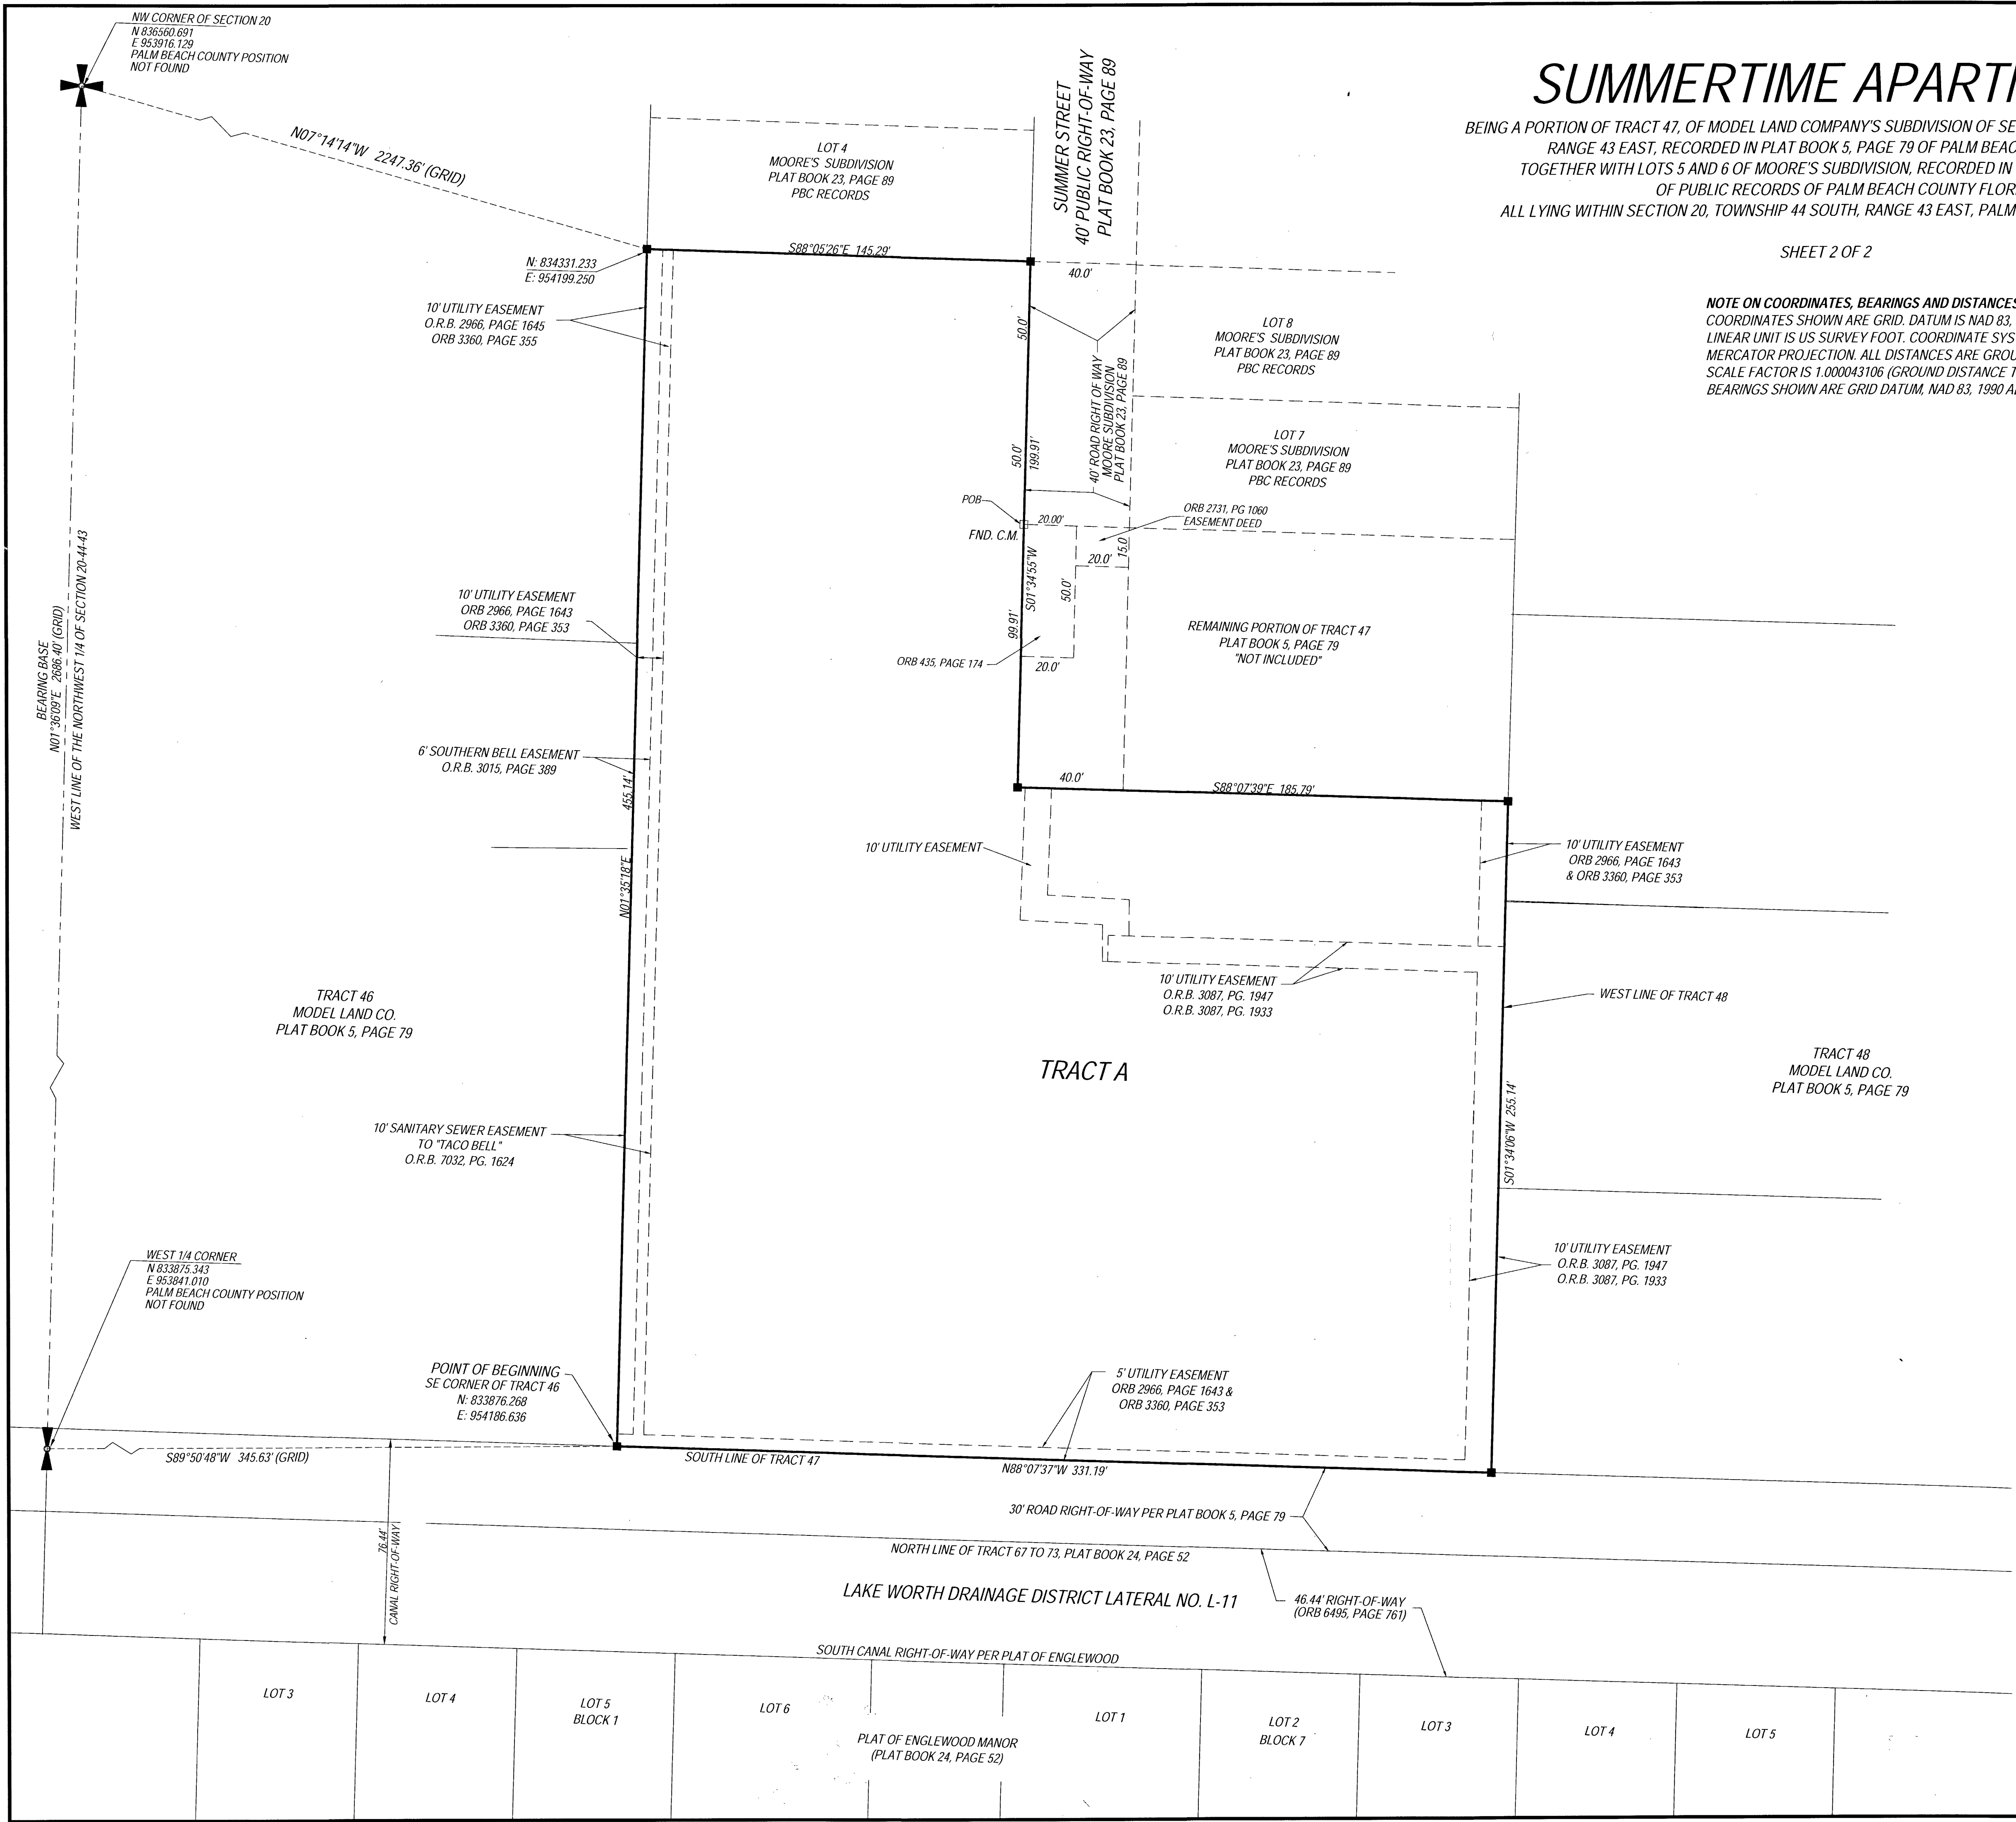 NW CORNER OF SECTION 20
N 836560.691
E 953916.129
PALM BEACH COUNTY POSITION
NOT FOUND
N07°14'14"W 2247.36' (GRID)
LOT 4
MOORE'S SUBDIVISION
PLAT BOOK 23, PAGE 89
PBC RECORDS
SUMMER STREET
40' PUBLIC RIGHT-OF-WAY
PLAT BOOK 23, PAGE 89
SUMMERTIME APART
BEING A PORTION OF TRACT 47, OF MODEL LAND COMPANY'S SUBDIVISION OF SE
RANGE 43 EAST, RECORDED IN PLAT BOOK 5, PAGE 79 OF PALM BEAC
TOGETHER WITH LOTS 5 AND 6 OF MOORE'S SUBDIVISION, RECORDED IN
OF PUBLIC RECORDS OF PALM BEACH COUNTY FLOR
ALL LYING WITHIN SECTION 20, TOWNSHIP 44 SOUTH, RANGE 43 EAST, PALM
SHEET 2 OF 2
NOTE ON COORDINATES, BEARINGS AND DISTANCES
COORDINATES SHOWN ARE GRID. DATUM IS NAD 83,
LINEAR UNIT IS US SURVEY FOOT. COORDINATE SYS
MERCATOR PROJECTION. ALL DISTANCES ARE GROU
SCALE FACTOR IS 1.000043106 (GROUND DISTANCE T
BEARINGS SHOWN ARE GRID DATUM, NAD 83, 1990 A
S88°05'26"E 145.29'
N: 834331.233
E: 954199.250
40.0'
10' UTILITY EASEMENT
O.R.B. 2966, PAGE 1645
ORB 3360, PAGE 355
50.0'
LOT 8
MOORE'S SUBDIVISION
PLAT BOOK 23, PAGE 89
PBC RECORDS
40' ROAD RIGHT OF WAY
MOORE SUBDIVISION
PLAT BOOK 23, PAGE 89
50.0'
199.91'
LOT 7
MOORE'S SUBDIVISION
PLAT BOOK 23, PAGE 89
PBC RECORDS
POB
FND. C.M.
20.00'
ORB 2731, PG 1060
EASEMENT DEED
15.0
20.0'
50.0'
S01°34'55"W
99.91'
20.0'
ORB 435, PAGE 174
REMAINING PORTION OF TRACT 47
PLAT BOOK 5, PAGE 79
"NOT INCLUDED"
BEARING BASE
N01°36'09"E 2686.40' (GRID)
WEST LINE OF THE NORTHWEST 1/4 OF SECTION 20-44-43
10' UTILITY EASEMENT
ORB 2966, PAGE 1643
ORB 3360, PAGE 353
6' SOUTHERN BELL EASEMENT
O.R.B. 3015, PAGE 389
455.14'
N01°35'18"E
40.0'
S88°07'39"E 185.79'
10' UTILITY EASEMENT
10' UTILITY EASEMENT
ORB 2966, PAGE 1643
& ORB 3360, PAGE 353
10' UTILITY EASEMENT
O.R.B. 3087, PG. 1947
O.R.B. 3087, PG. 1933
WEST LINE OF TRACT 48
TRACT 46
MODEL LAND CO.
PLAT BOOK 5, PAGE 79
TRACT A
TRACT 48
MODEL LAND CO.
PLAT BOOK 5, PAGE 79
S01°34'06"W 255.14'
10' SANITARY SEWER EASEMENT
TO "TACO BELL"
O.R.B. 7032, PG. 1624
10' UTILITY EASEMENT
O.R.B. 3087, PG. 1947
O.R.B. 3087, PG. 1933
WEST 1/4 CORNER
N 833875.343
E 953841.010
PALM BEACH COUNTY POSITION
NOT FOUND
POINT OF BEGINNING
SE CORNER OF TRACT 46
N: 833876.268
E: 954186.636
5' UTILITY EASEMENT
ORB 2966, PAGE 1643 &
ORB 3360, PAGE 353
S89°50'48"W 345.63' (GRID)
SOUTH LINE OF TRACT 47
N88°07'37"W 331.19'
30' ROAD RIGHT-OF-WAY PER PLAT BOOK 5, PAGE 79
76.44'
CANAL RIGHT-OF-WAY
NORTH LINE OF TRACT 67 TO 73, PLAT BOOK 24, PAGE 52
LAKE WORTH DRAINAGE DISTRICT LATERAL NO. L-11
46.44' RIGHT-OF-WAY
(ORB 6495, PAGE 761)
SOUTH CANAL RIGHT-OF-WAY PER PLAT OF ENGLEWOOD
LOT 3
LOT 4
LOT 5
BLOCK 1
LOT 6
PLAT OF ENGLEWOOD MANOR
(PLAT BOOK 24, PAGE 52)
LOT 1
LOT 2
BLOCK 7
LOT 3
LOT 4
LOT 5